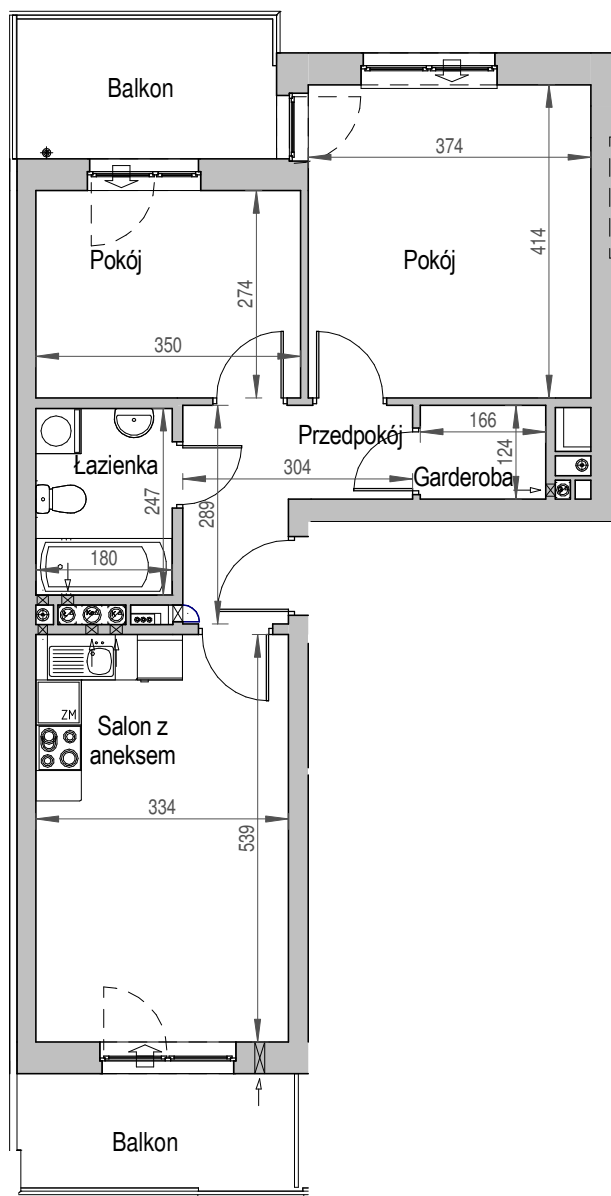 Balkon
374
Pokój
Pokój
414
274
350
Przedpokój
166
Łazienka
304
124
Garderoba
247
289
180
ZM
Salon z
aneksem
334
539
Balkon